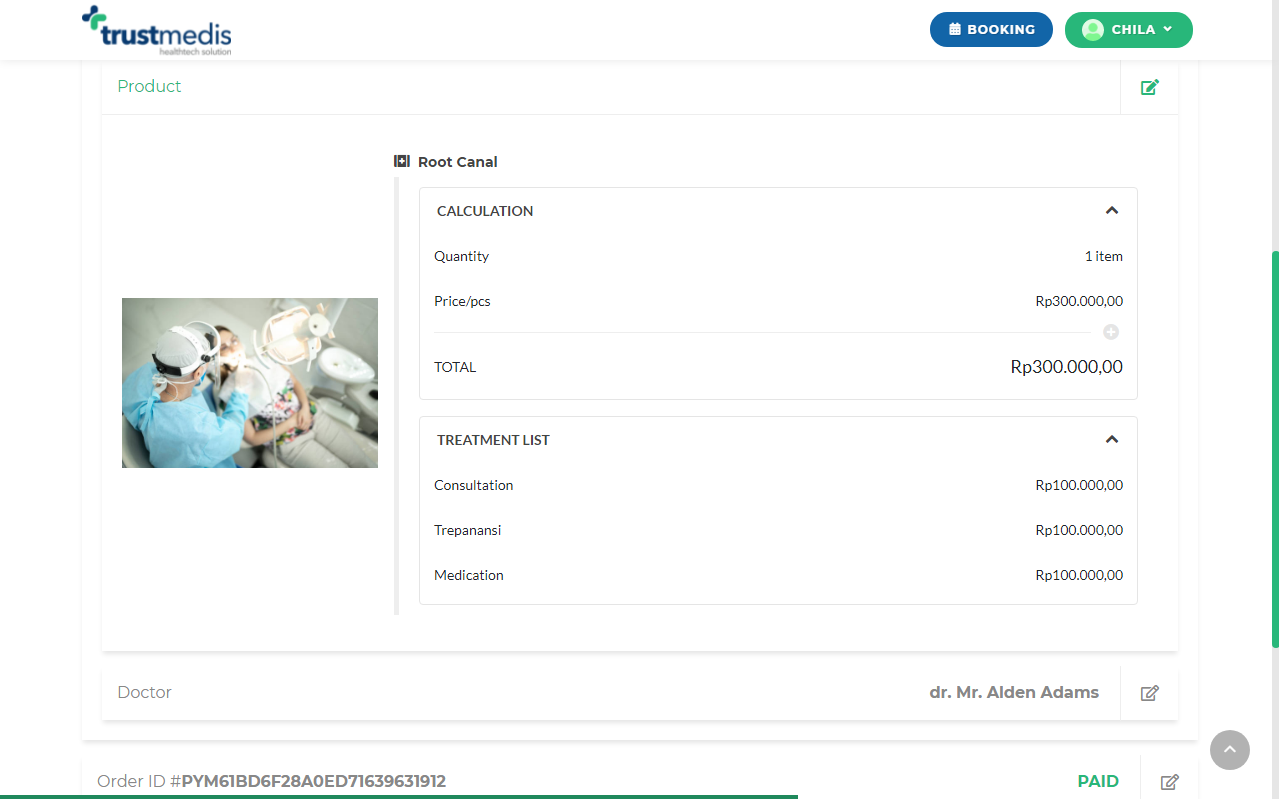 trustmedis
healthtech solution
BOOKING
CHILA
Product
Root Canal
CALCULATION
Quantity 1 item
Price/pcs Rp300.000,00
TOTAL Rp300.000,00
TREATMENT LIST
Consultation Rp100.000,00
Trepanansi Rp100.000,00
Medication Rp100.000,00
Doctor dr. Mr. Alden Adams
Order ID #PYM61BD6F28A0ED71639631912 PAID